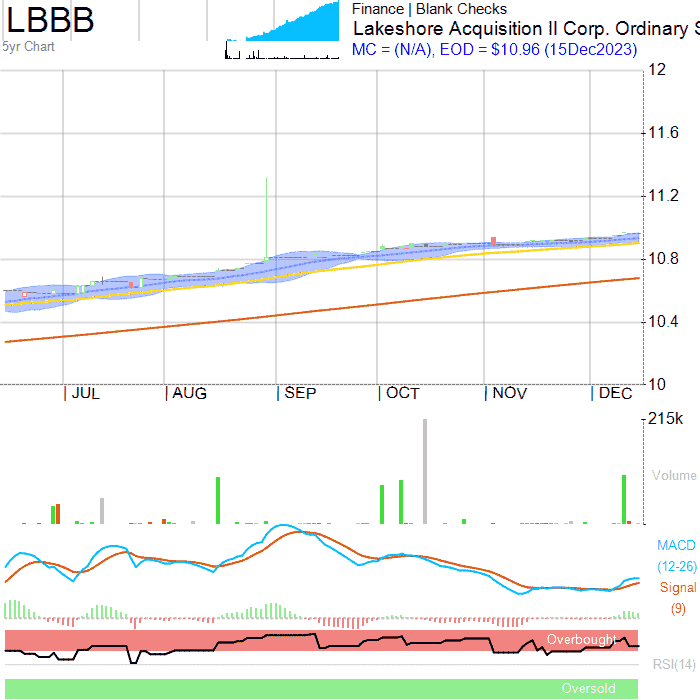 LBBB
5yr Chart
Finance | Blank Checks
Lakeshore Acquisition II Corp. Ordinary S
MC = (N/A), EOD = $10.96 (15Dec2023)
12
11.6
11.2
10.8
10.4
10
JUL AUG SEP OCT NOV DEC
215k
Volume
MACD
(12-26)
Signal
(9)
Overbought
RSI(14)
Oversold